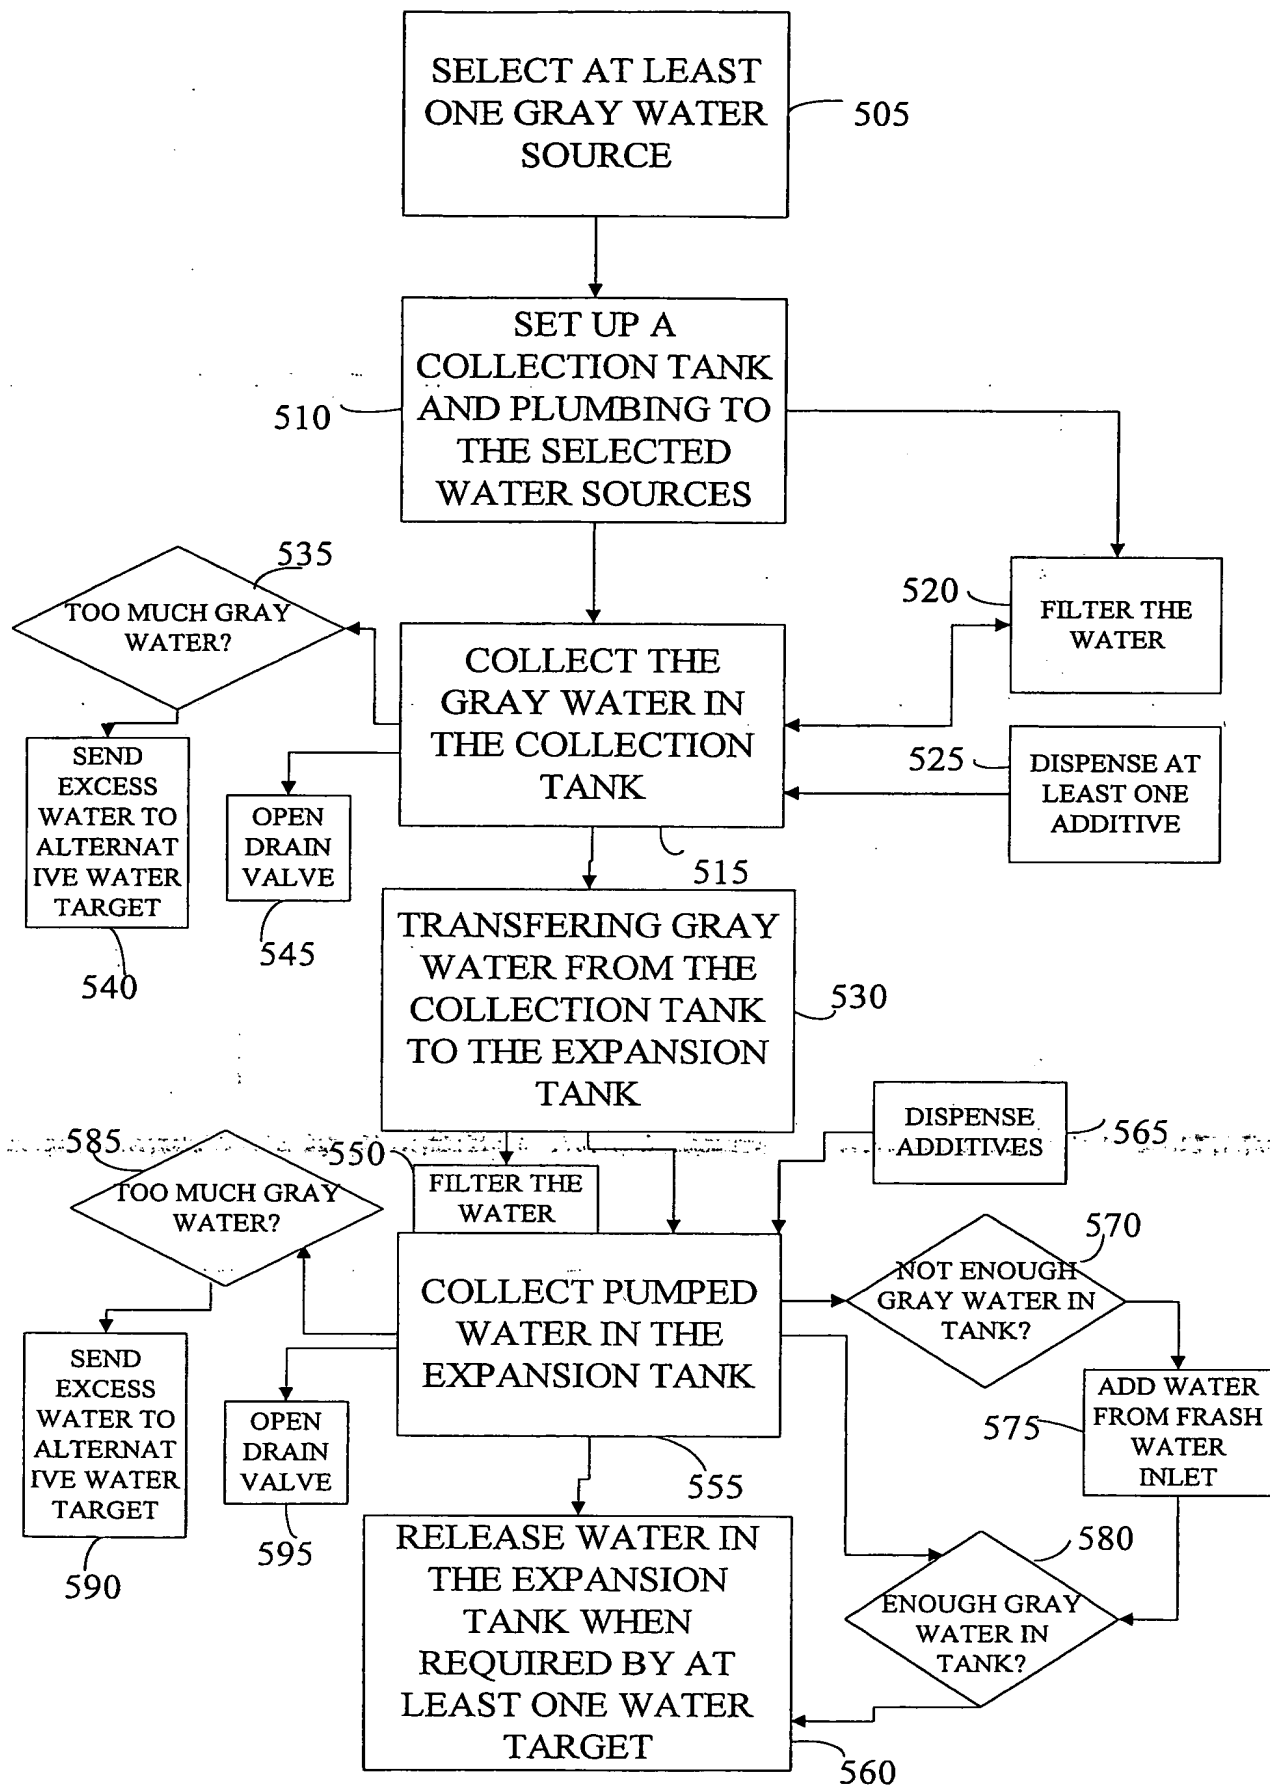 SELECT AT LEAST
ONE GRAY WATER
SOURCE
505
SET UP A
COLLECTION TANK
AND PLUMBING TO
THE SELECTED
WATER SOURCES
510
535
TOO MUCH GRAY
WATER?
520
FILTER THE
WATER
COLLECT THE
GRAY WATER IN
THE COLLECTION
TANK
515
525
DISPENSE AT
LEAST ONE
ADDITIVE
SEND
EXCESS
WATER TO
ALTERNAT
IVE WATER
TARGET
540
OPEN
DRAIN
VALVE
545
TRANSFERING GRAY
WATER FROM THE
COLLECTION TANK
TO THE EXPANSION
TANK
530
DISPENSE
ADDITIVES
565
585
TOO MUCH GRAY
WATER?
550
FILTER THE
WATER
570
NOT ENOUGH
GRAY WATER IN
TANK?
COLLECT PUMPED
WATER IN THE
EXPANSION TANK
555
SEND
EXCESS
WATER TO
ALTERNAT
IVE WATER
TARGET
590
OPEN
DRAIN
VALVE
595
575
ADD WATER
FROM FRASH
WATER
INLET
580
ENOUGH GRAY
WATER IN
TANK?
RELEASE WATER IN
THE EXPANSION
TANK WHEN
REQUIRED BY AT
LEAST ONE WATER
TARGET
560